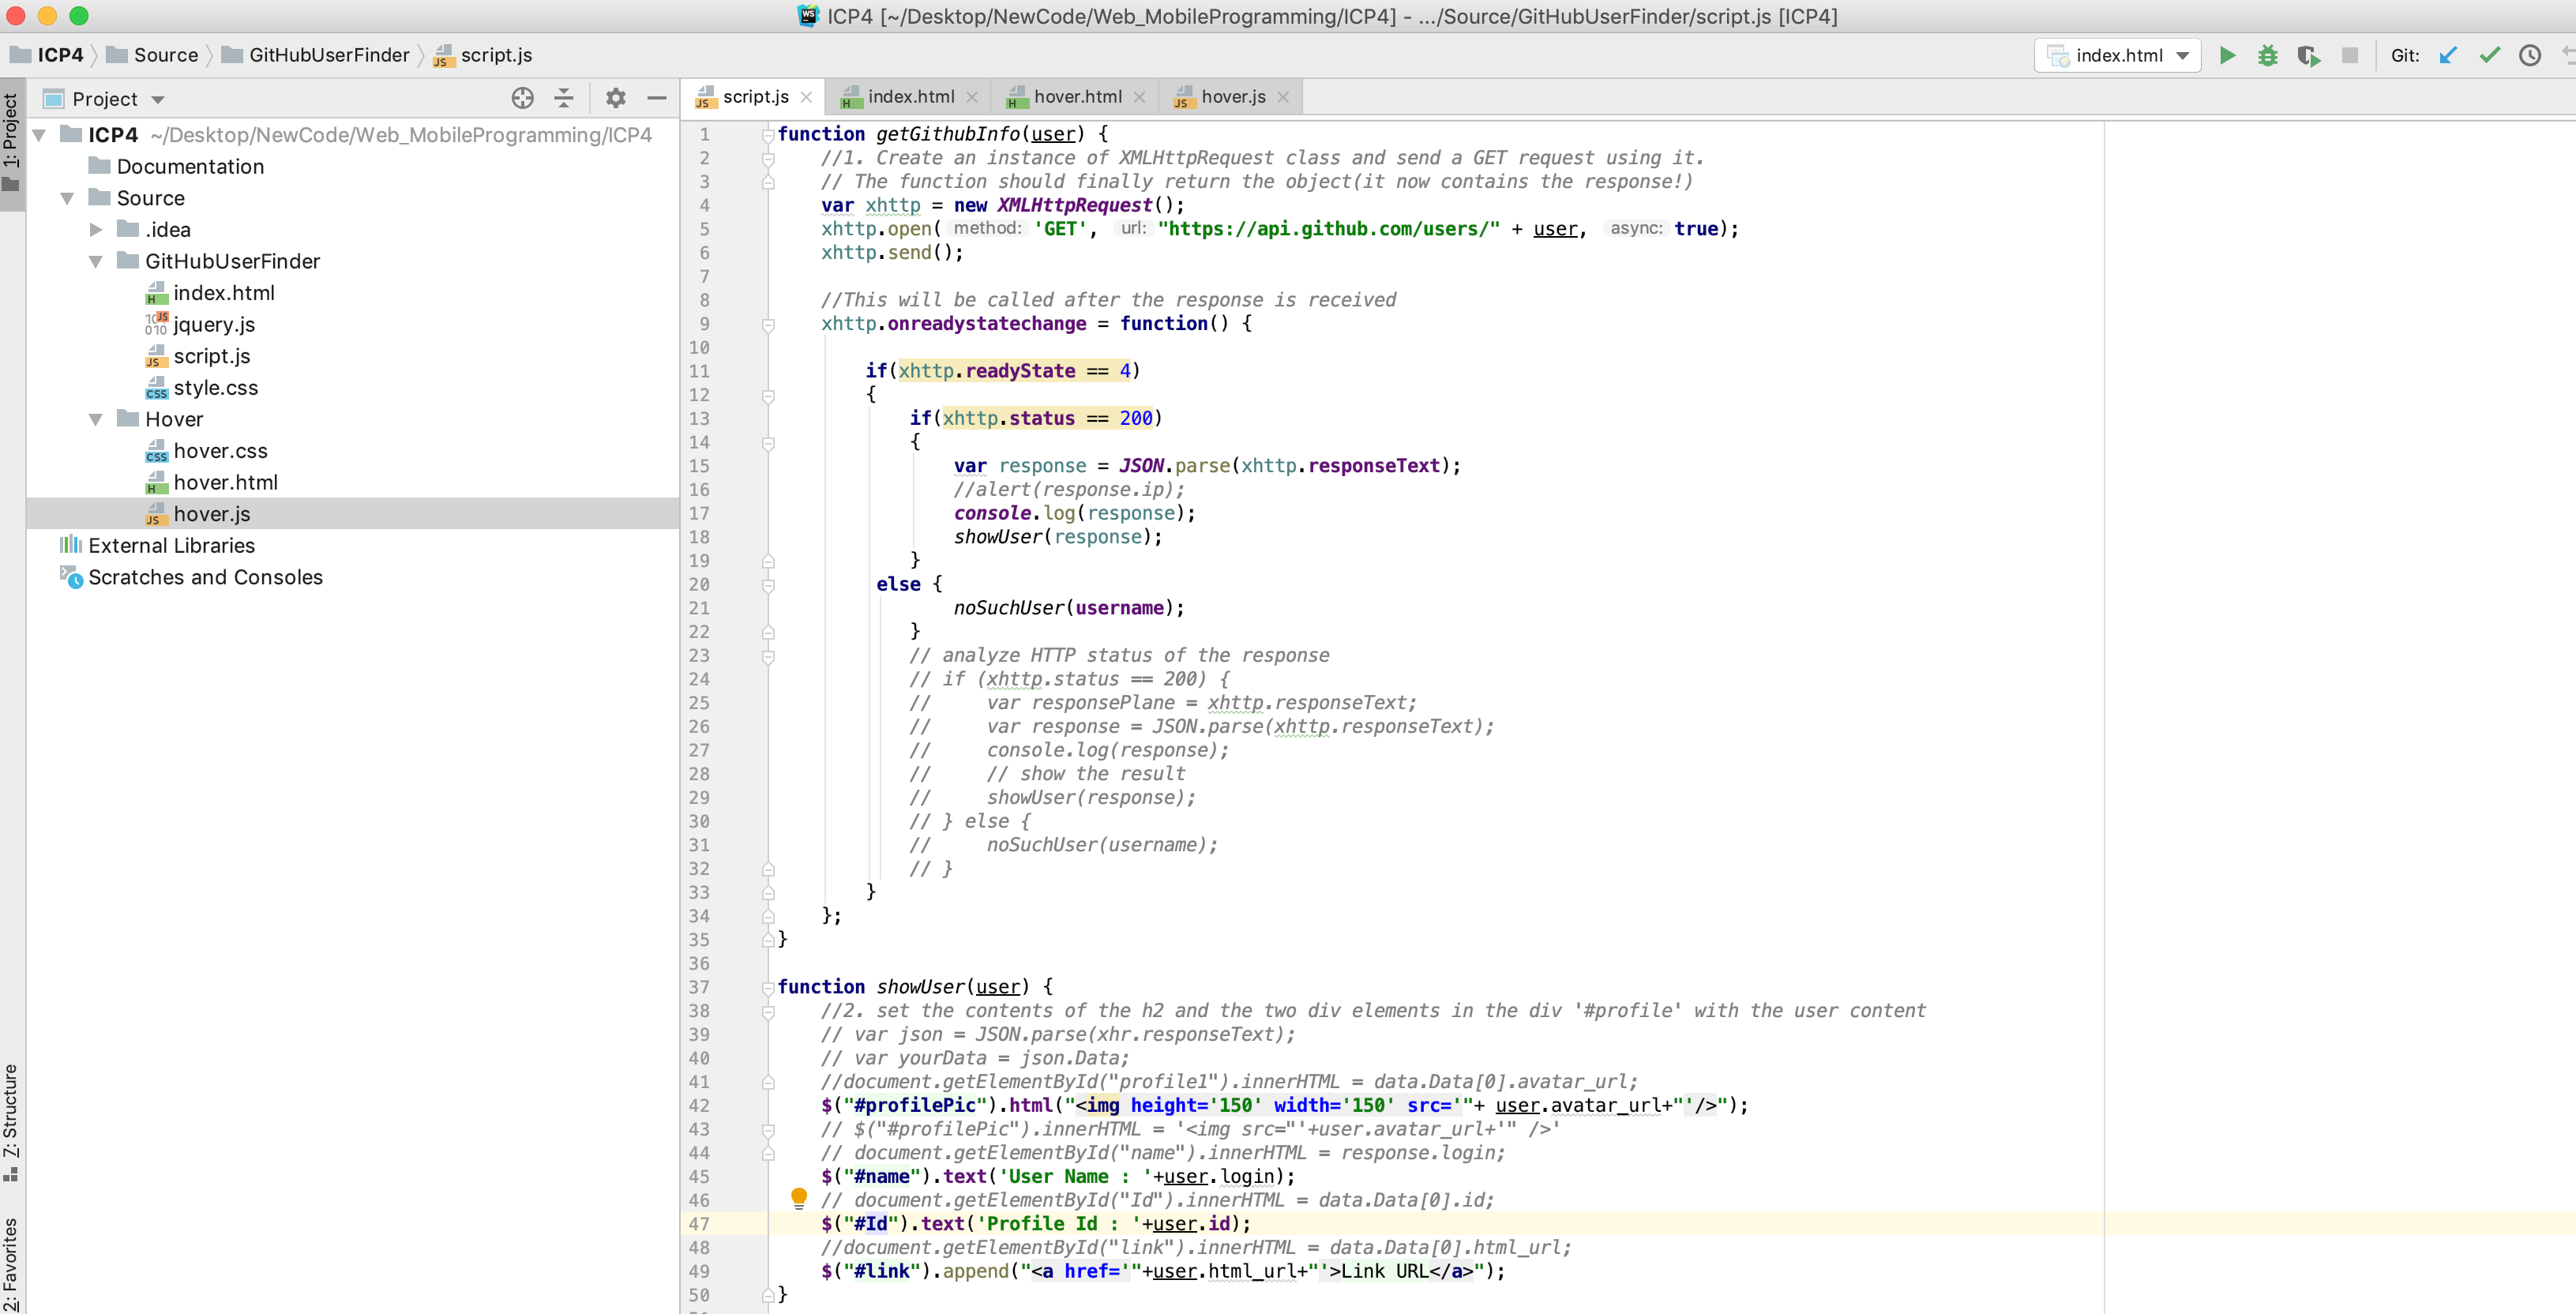 ICP4 [~/Desktop/NewCode/Web_MobileProgramming/ICP4] - .../Source/GitHubUserFinder/script.js [ICP4]
ICP4 Source GitHubUserFinder script.js index.html Git:
1: Project
7: Structure
2: Favorites
Project
ICP4 ~/Desktop/NewCode/Web_MobileProgramming/ICP4
Documentation
Source
.idea
GitHubUserFinder
index.html
jquery.js
script.js
style.css
Hover
hover.css
hover.html
hover.js
External Libraries
Scratches and Consoles
script.js index.html hover.html hover.js
1 function getGithubInfo(user) {
2 //1. Create an instance of XMLHttpRequest class and send a GET request using it.
3 // The function should finally return the object(it now contains the response!)
4 var xhttp = new XMLHttpRequest();
5 xhttp.open( method: 'GET', url: "https://api.github.com/users/" + user, async: true);
6 xhttp.send();
7
8 //This will be called after the response is received
9 xhttp.onreadystatechange = function() {
10
11 if(xhttp.readyState == 4)
12 {
13 if(xhttp.status == 200)
14 {
15 var response = JSON.parse(xhttp.responseText);
16 //alert(response.ip);
17 console.log(response);
18 showUser(response);
19 }
20 else {
21 noSuchUser(username);
22 }
23 // analyze HTTP status of the response
24 // if (xhttp.status == 200) {
25 // var responsePlane = xhttp.responseText;
26 // var response = JSON.parse(xhttp.responseText);
27 // console.log(response);
28 // // show the result
29 // showUser(response);
30 // } else {
31 // noSuchUser(username);
32 // }
33 }
34 };
35 }
36
37 function showUser(user) {
38 //2. set the contents of the h2 and the two div elements in the div '#profile' with the user content
39 // var json = JSON.parse(xhr.responseText);
40 // var yourData = json.Data;
41 //document.getElementById("profile1").innerHTML = data.Data[0].avatar_url;
42 $("#profilePic").html("<img height='150' width='150' src='"+ user.avatar_url+"'/>");
43 // $("#profilePic").innerHTML = '<img src="'+user.avatar_url+'" />'
44 // document.getElementById("name").innerHTML = response.login;
45 $("#name").text('User Name : '+user.login);
46 // document.getElementById("Id").innerHTML = data.Data[0].id;
47 $("#Id").text('Profile Id : '+user.id);
48 //document.getElementById("link").innerHTML = data.Data[0].html_url;
49 $("#link").append("<a href='"+user.html_url+"'>Link URL</a>");
50 }